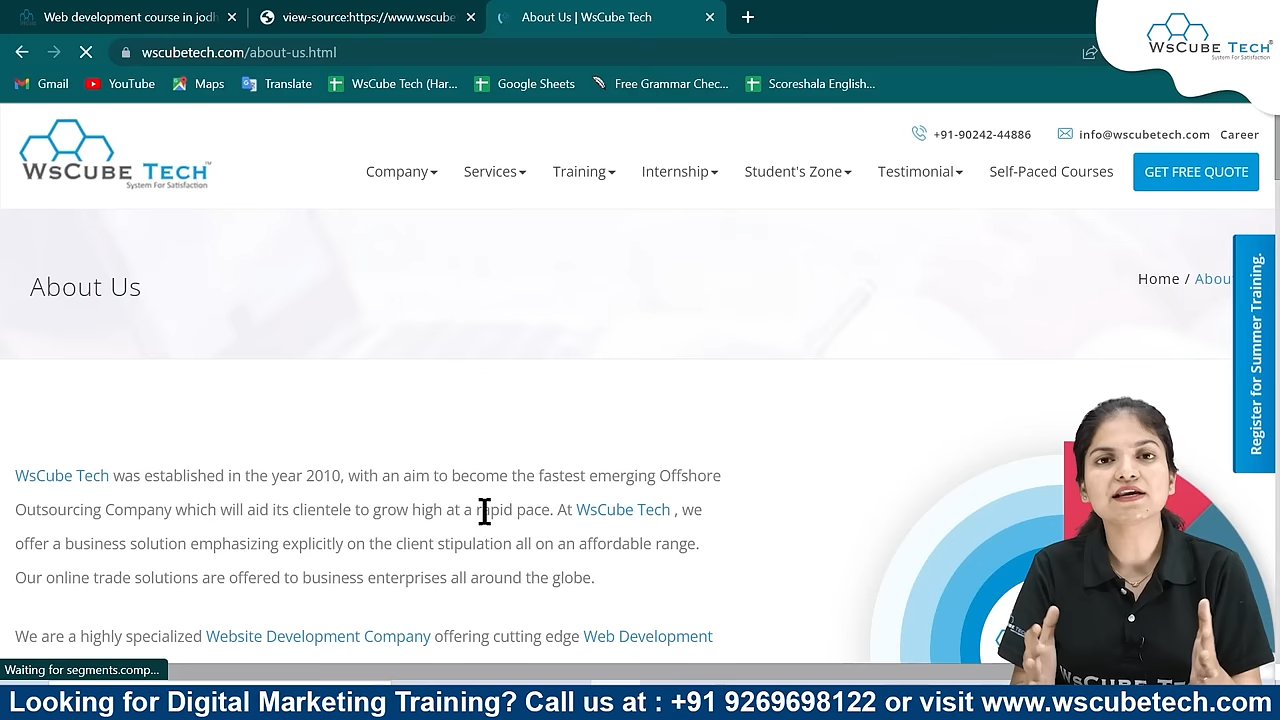 Web development course in jodh
view-source:https://www.wscube
About Us | WsCube Tech
wscubetech.com/about-us.html
WsCube Tech®
System For Satisfaction
Gmail
YouTube
Maps
Translate
WsCube Tech (Har...
Google Sheets
Free Grammar Chec...
Scoreshala English...
WsCube Tech™
System For Satisfaction
+91-90242-44886
info@wscubetech.com
Career
Company
Services
Training
Internship
Student's Zone
Testimonial
Self-Paced Courses
GET FREE QUOTE
About Us
Home / Abou
Register for Summer Training.
WsCube Tech was established in the year 2010, with an aim to become the fastest emerging Offshore
Outsourcing Company which will aid its clientele to grow high at a rapid pace. At WsCube Tech , we
offer a business solution emphasizing explicitly on the client stipulation all on an affordable range.
Our online trade solutions are offered to business enterprises all around the globe.
We are a highly specialized Website Development Company offering cutting edge Web Development
Waiting for segments.comp...
WsCube Tech
Looking for Digital Marketing Training? Call us at : +91 9269698122 or visit www.wscubetech.com